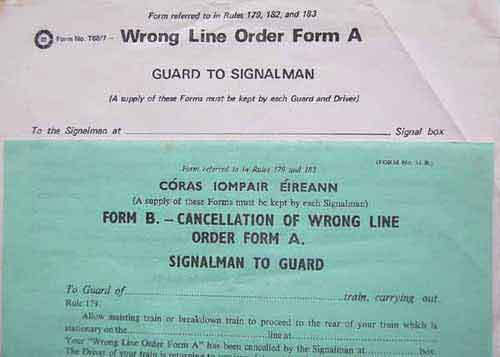 Form referred to in Rules 179, 182, and 183
Form No. T68/7 - Wrong Line Order Form A
GUARD TO SIGNALMAN
(A supply of these Forms must be kept by each Guard and Driver)
To the Signalman at Signal box
(FORM No. 51 R.)
Form referred to in Rules 179 and 183
CÓRAS IOMPAIR ÉIREANN
(A supply of these Forms must be kept by each Signalman)
FORM B. – CANCELLATION OF WRONG LINE
ORDER FORM A.
SIGNALMAN TO GUARD
To Guard of train, carrying out
Rule 179.
Allow assisting train or breakdown train to proceed to the rear of your train which is
stationary on the line at
Your "Wrong Line Order Form A" has been cancelled by the Signalman at
The Driver of your train is returning to